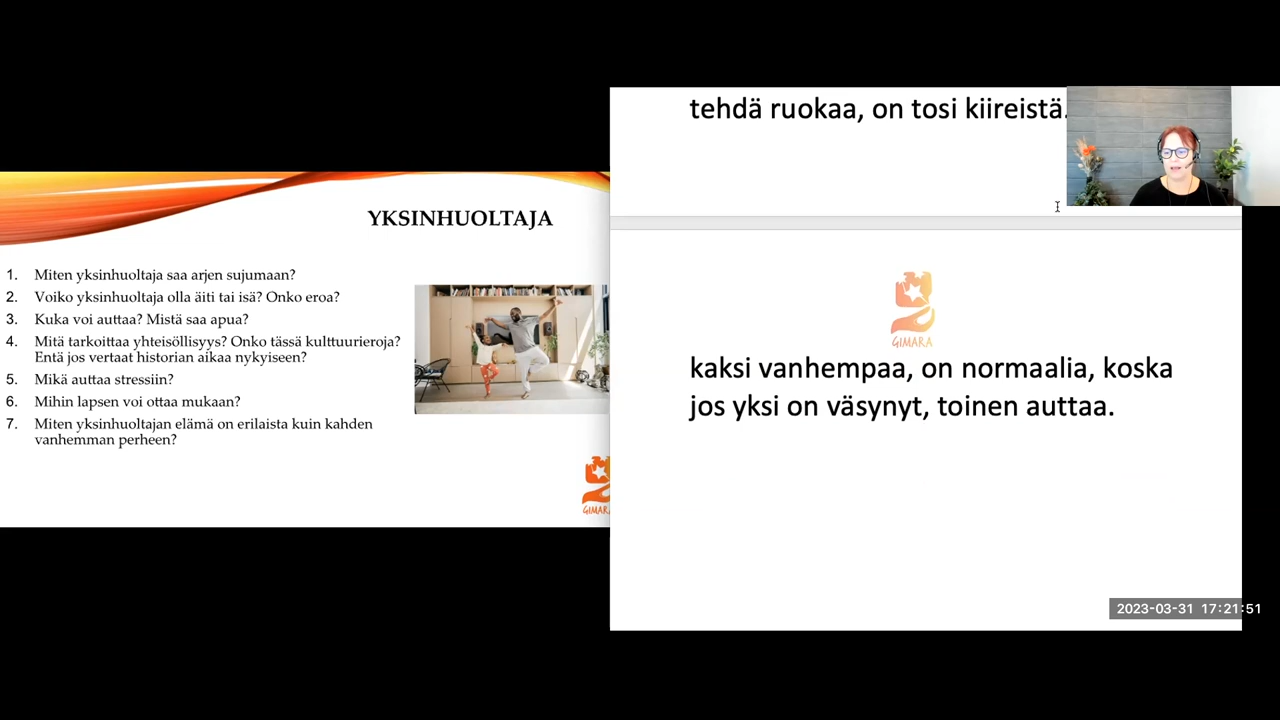 YKSINHUOLTAJA
1. Miten yksinhuoltaja saa arjen sujumaan?
2. Voiko yksinhuoltaja olla äiti tai isä? Onko eroa?
3. Kuka voi auttaa? Mistä saa apua?
4. Mitä tarkoittaa yhteisöllisyys? Onko tässä kulttuurieroja?
Entä jos vertaat historian aikaa nykyiseen?
5. Mikä auttaa stressiin?
6. Mihin lapsen voi ottaa mukaan?
7. Miten yksinhuoltajan elämä on erilaista kuin kahden
vanhemman perheen?
GIMARA
tehdä ruokaa, on tosi kiireistä.
GIMARA
kaksi vanhempaa, on normaalia, koska
jos yksi on väsynyt, toinen auttaa.
2023-03-31 17:21:51